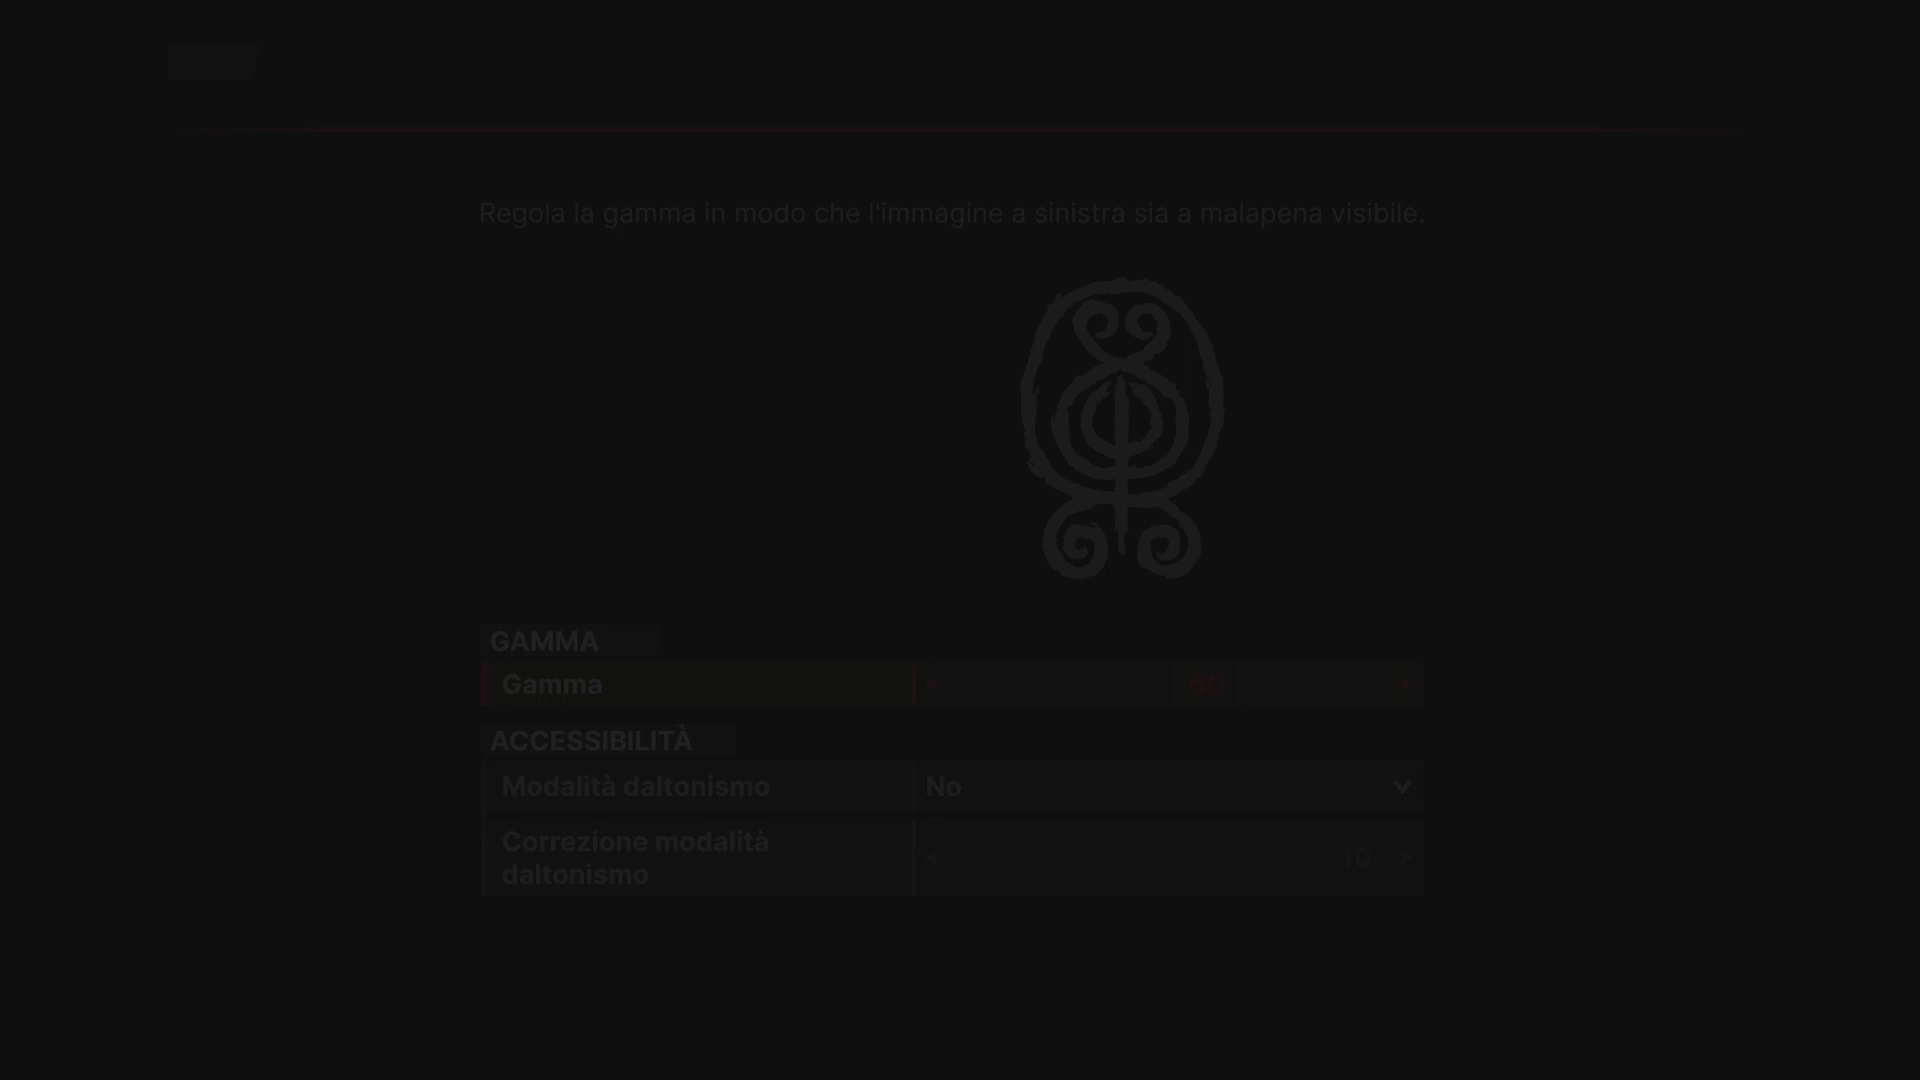 Regola la gamma in modo che l'immagine a sinistra sia a malapena visibile.
GAMMA
Gamma 60
ACCESSIBILITÀ
Modalità daltonismo No
Correzione modalità
daltonismo 10